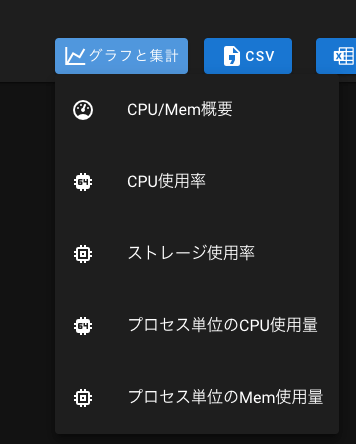 グラフと集計 CSV
CPU/Mem概要
CPU使用率
ストレージ使用率
プロセス単位のCPU使用量
プロセス単位のMem使用量